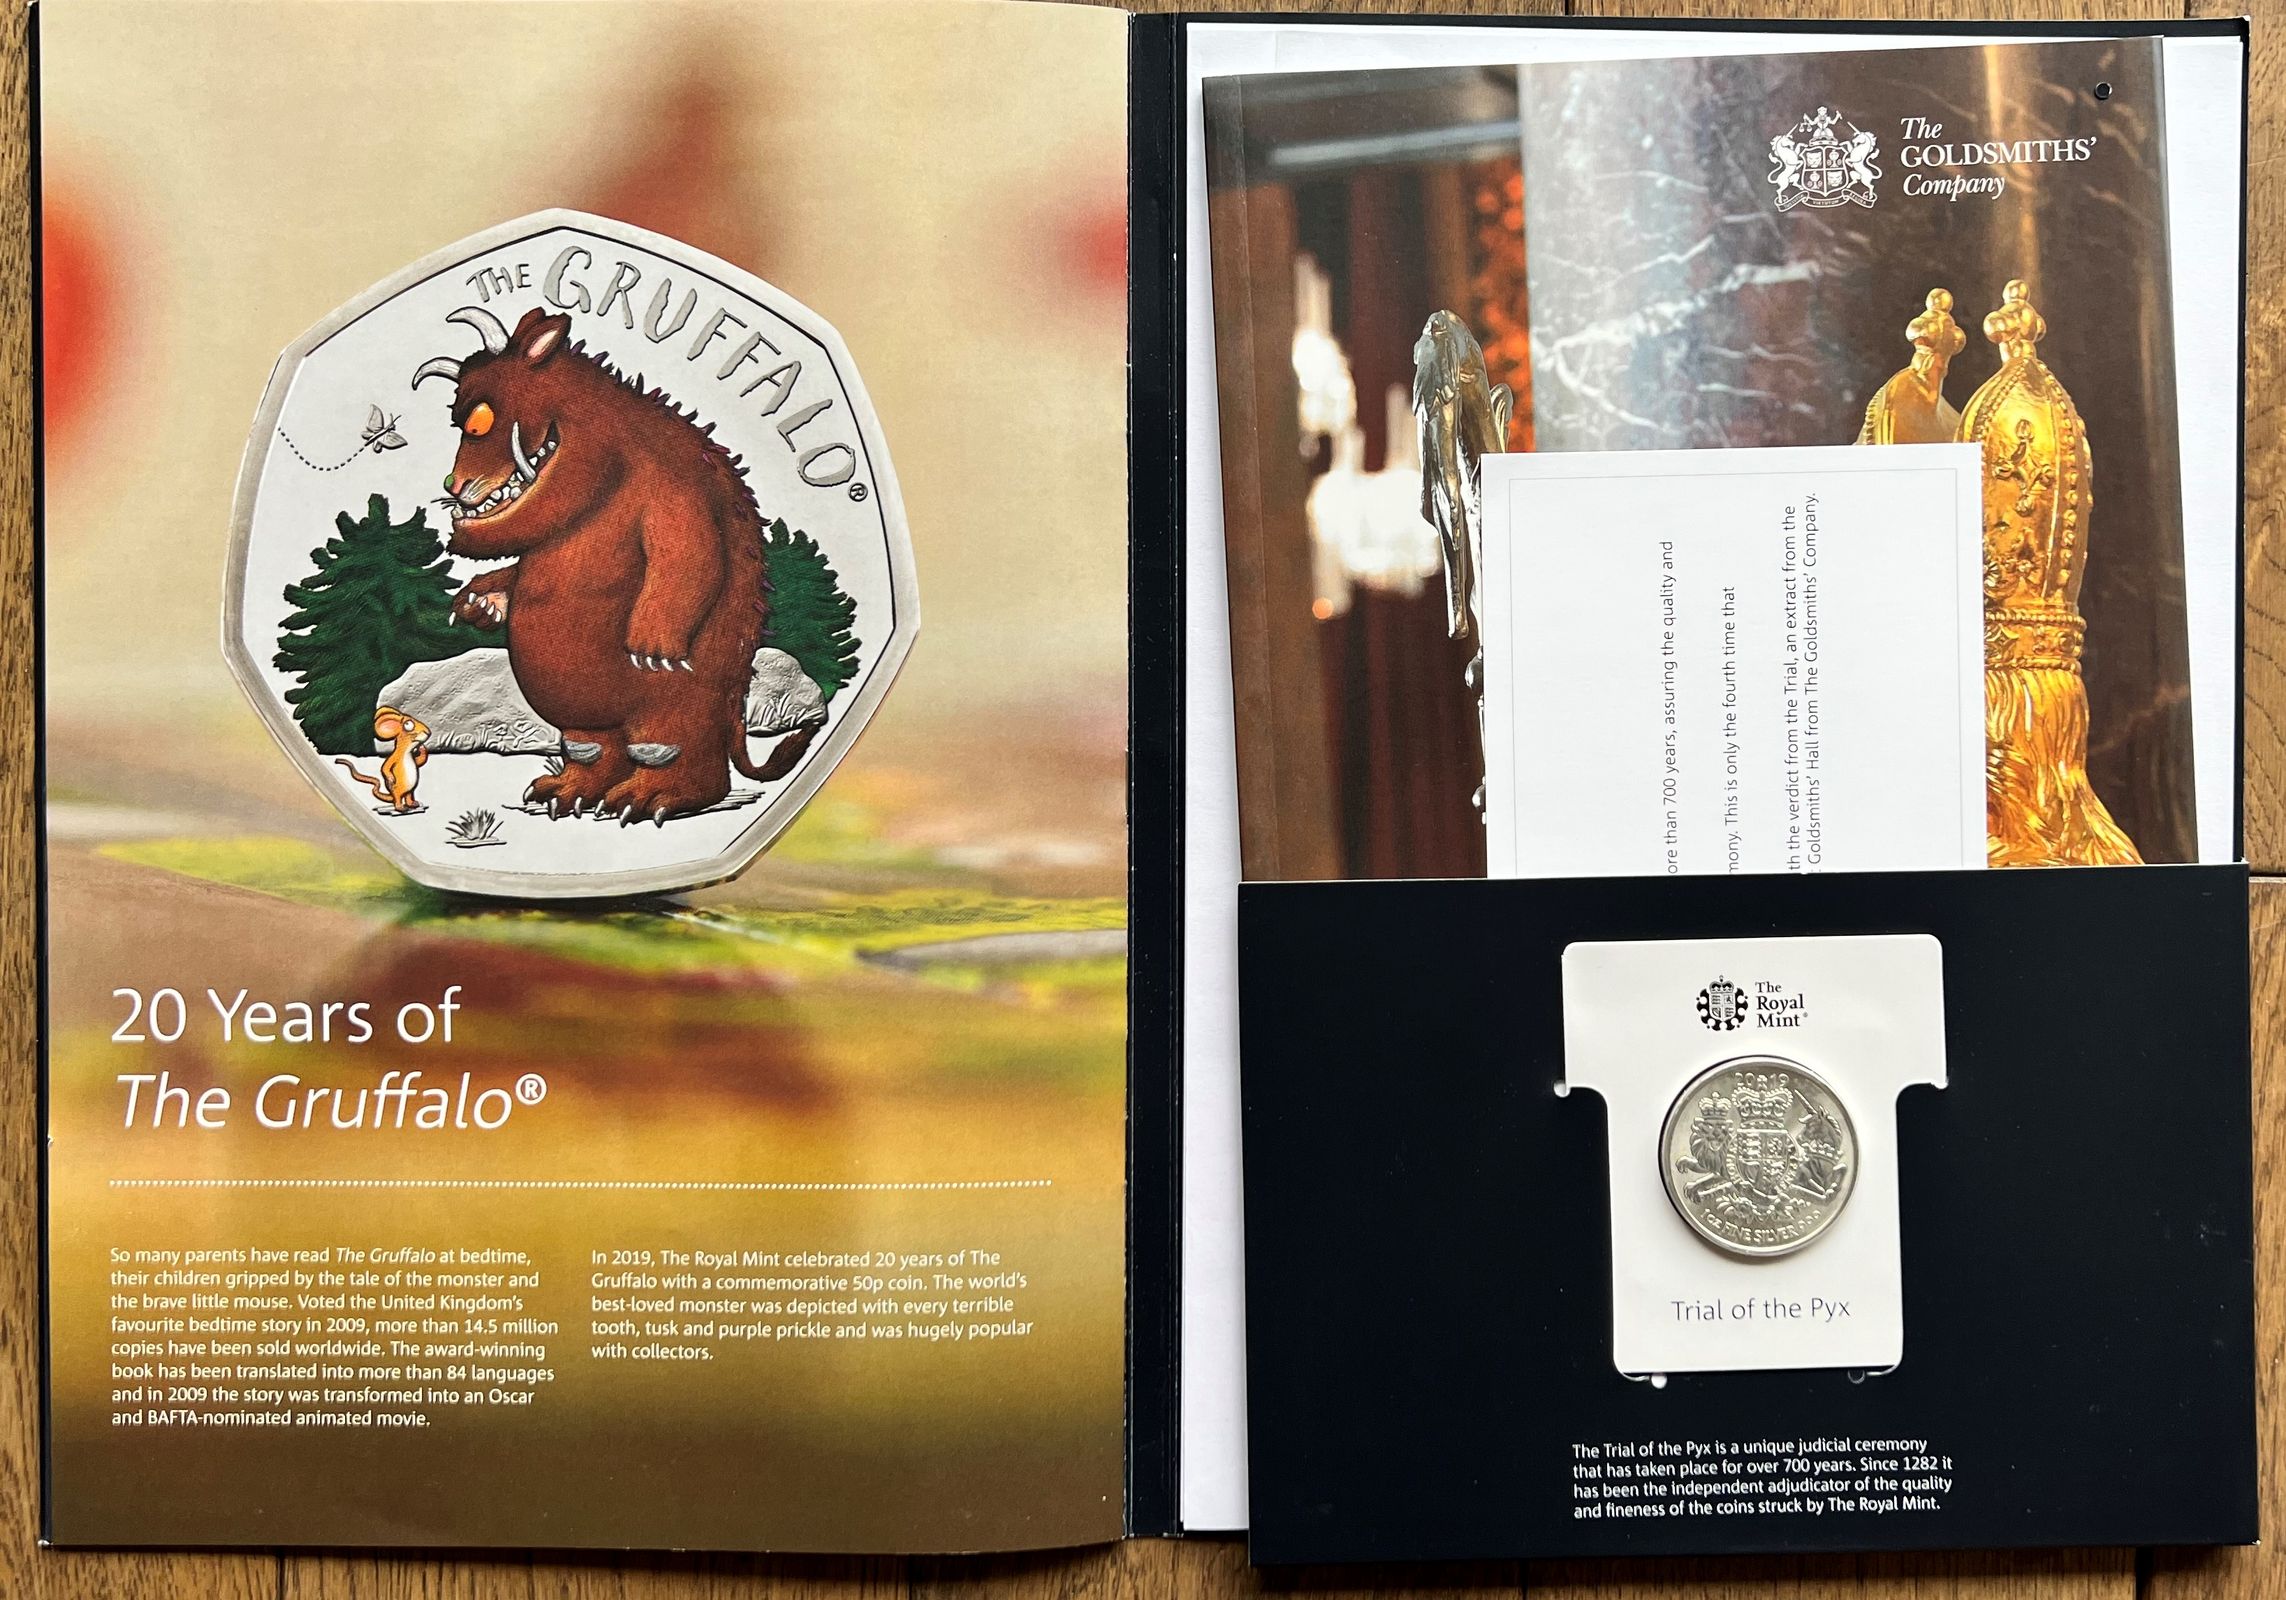 THE GRUFFALO®
20 Years of
The Gruffalo®
So many parents have read The Gruffalo at bedtime,
their children gripped by the tale of the monster and
the brave little mouse. Voted the United Kingdom's
favourite bedtime story in 2009, more than 14.5 million
copies have been sold worldwide. The award-winning
book has been translated into more than 84 languages
and in 2009 the story was transformed into an Oscar
and BAFTA-nominated animated movie.
In 2019, The Royal Mint celebrated 20 years of The
Gruffalo with a commemorative 50p coin. The world's
best-loved monster was depicted with every terrible
tooth, tusk and purple prickle and was hugely popular
with collectors.
The
GOLDSMITHS'
Company
ore than 700 years, assuring the quality and
mony. This is only the fourth time that
th the verdict from the Trial, an extract from the
Goldsmiths' Hall from The Goldsmiths' Company.
The
Royal
Mint®
2019
1oz FINE SILVER 999
Trial of the Pyx
The Trial of the Pyx is a unique judicial ceremony
that has taken place for over 700 years. Since 1282 it
has been the independent adjudicator of the quality
and fineness of the coins struck by The Royal Mint.